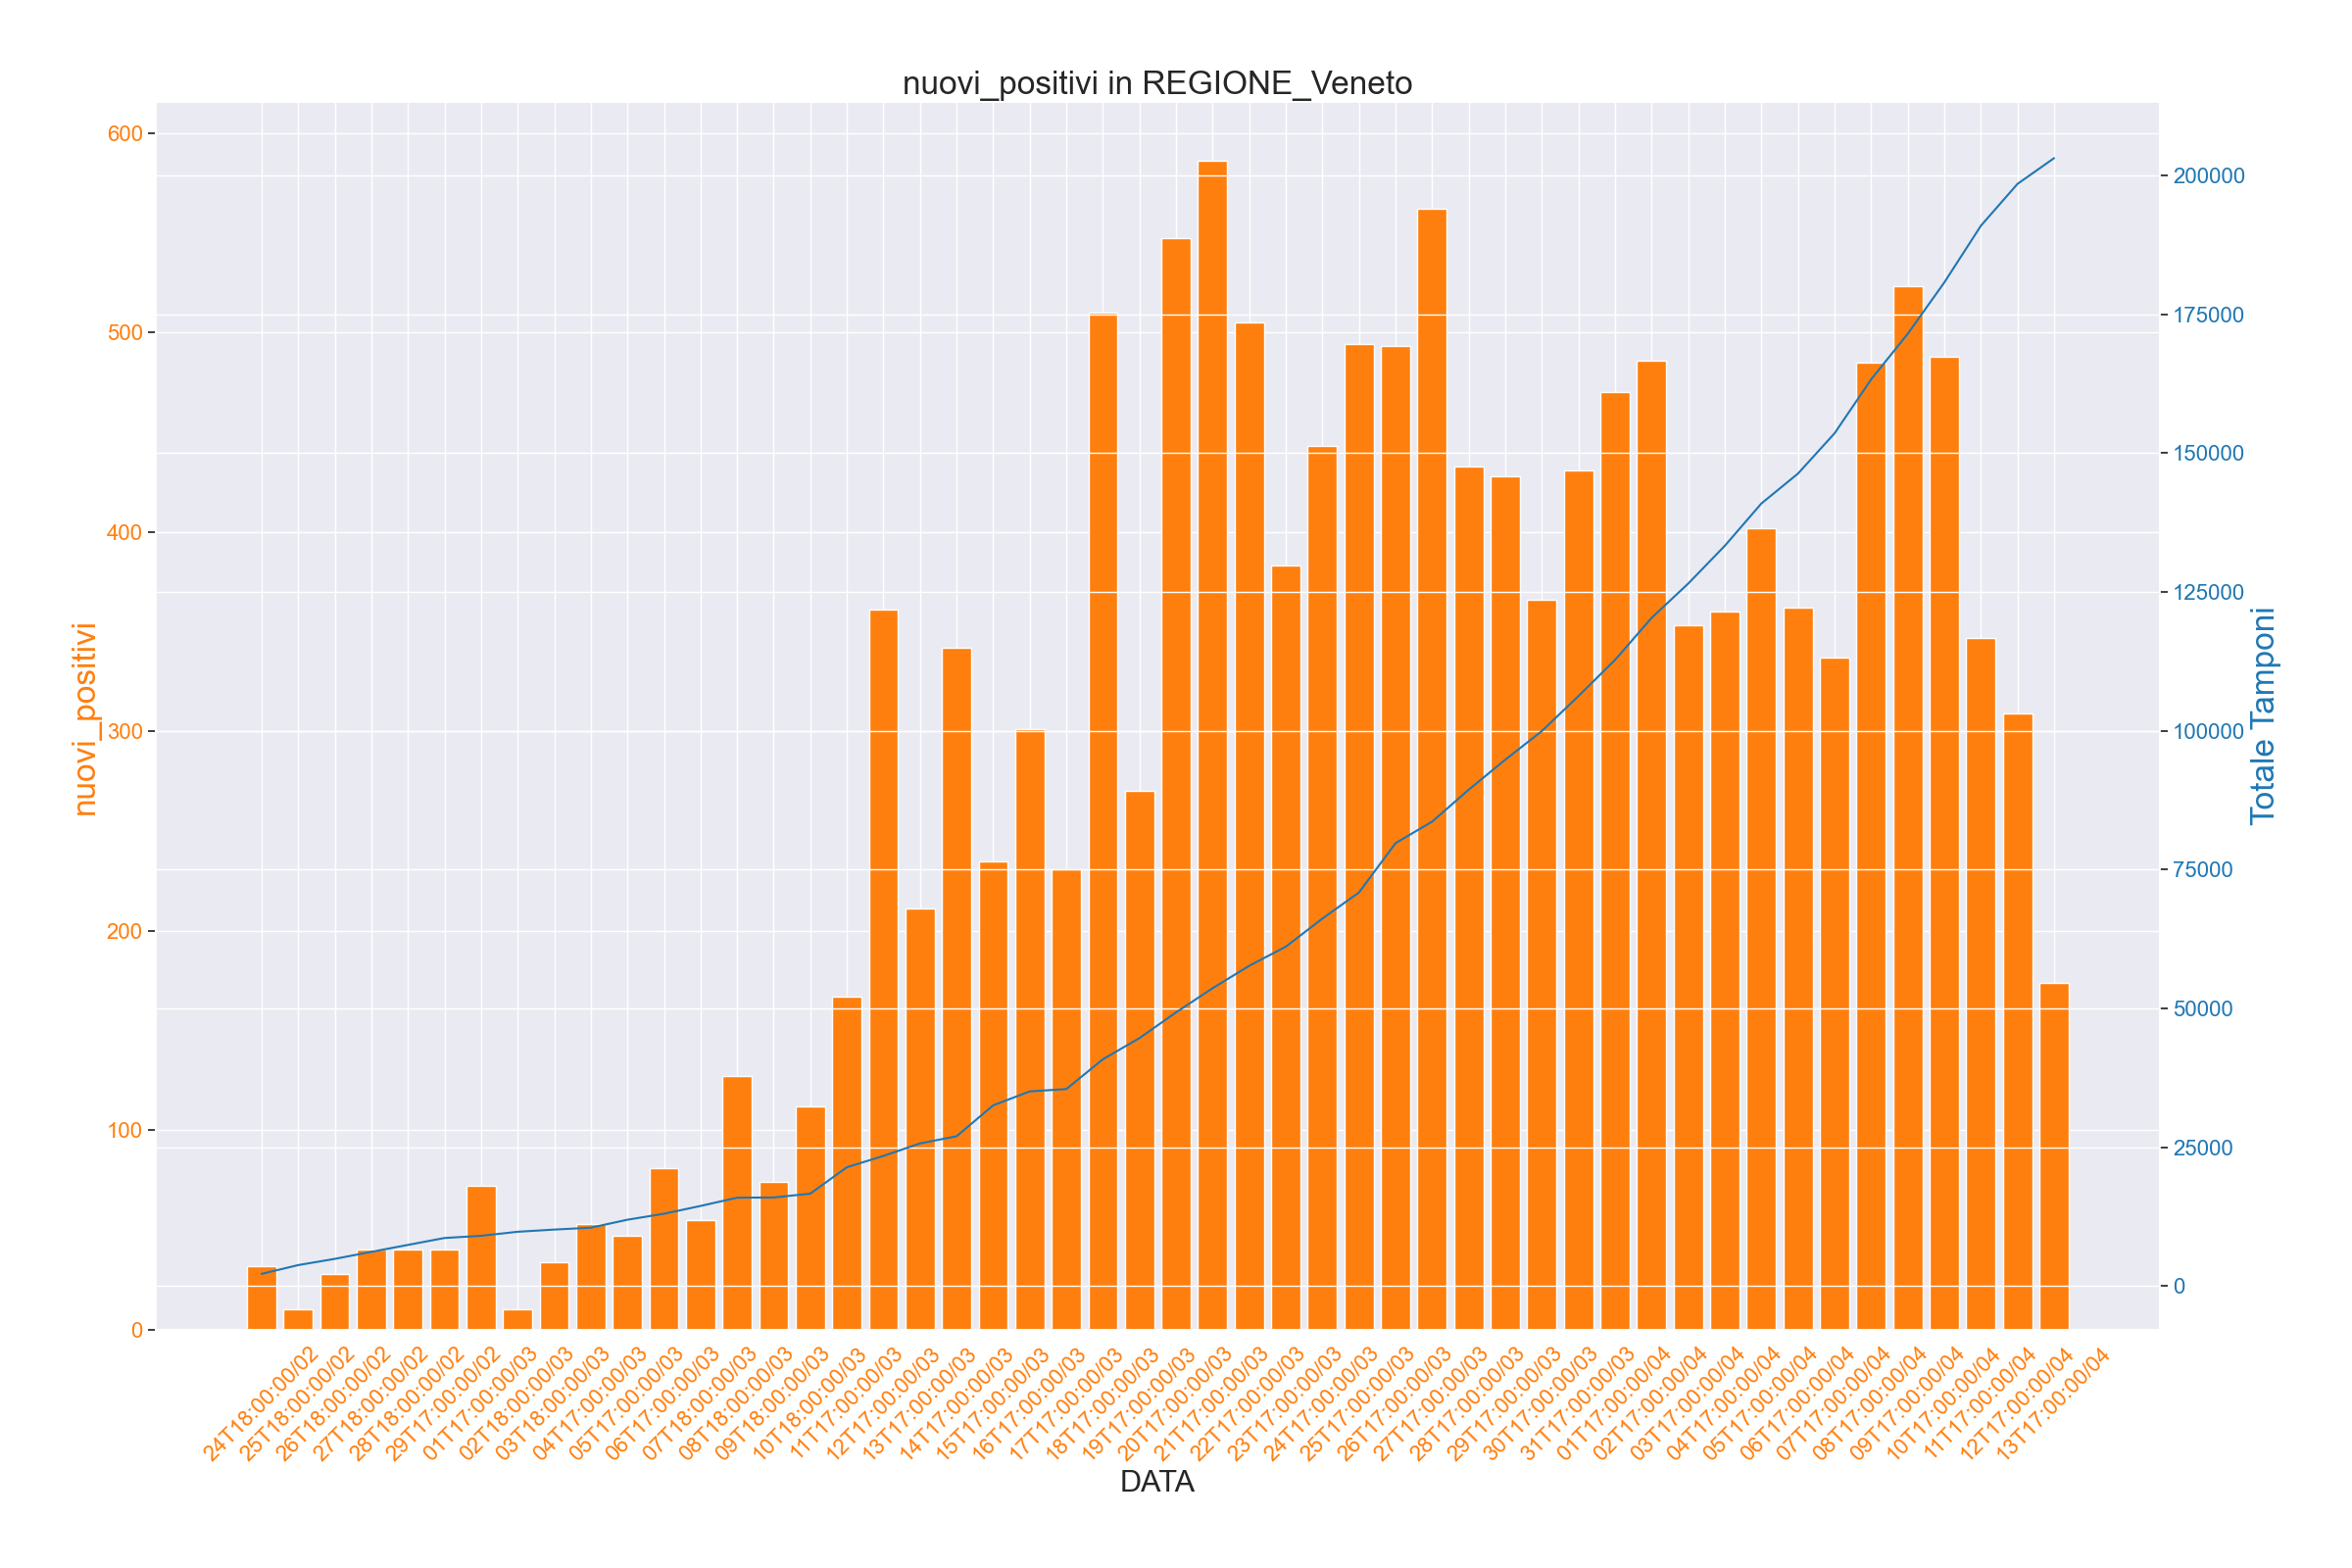 nuovi_positivi in REGIONE_Veneto
600
500
400
300
200
100
0
nuovi_positivi
200000
175000
150000
125000
100000
75000
50000
25000
0
Totale Tamponi
24T18:00:00/02
25T18:00:00/02
26T18:00:00/02
27T18:00:00/02
28T18:00:00/02
29T17:00:00/02
01T17:00:00/03
02T18:00:00/03
03T18:00:00/03
04T17:00:00/03
05T17:00:00/03
06T17:00:00/03
07T18:00:00/03
08T18:00:00/03
09T18:00:00/03
10T18:00:00/03
11T17:00:00/03
12T17:00:00/03
13T17:00:00/03
14T17:00:00/03
15T17:00:00/03
16T17:00:00/03
17T17:00:00/03
18T17:00:00/03
19T17:00:00/03
20T17:00:00/03
21T17:00:00/03
22T17:00:00/03
23T17:00:00/03
24T17:00:00/03
25T17:00:00/03
26T17:00:00/03
27T17:00:00/03
28T17:00:00/03
29T17:00:00/03
30T17:00:00/03
31T17:00:00/03
01T17:00:00/04
02T17:00:00/04
03T17:00:00/04
04T17:00:00/04
05T17:00:00/04
06T17:00:00/04
07T17:00:00/04
08T17:00:00/04
09T17:00:00/04
10T17:00:00/04
11T17:00:00/04
12T17:00:00/04
13T17:00:00/04
DATA